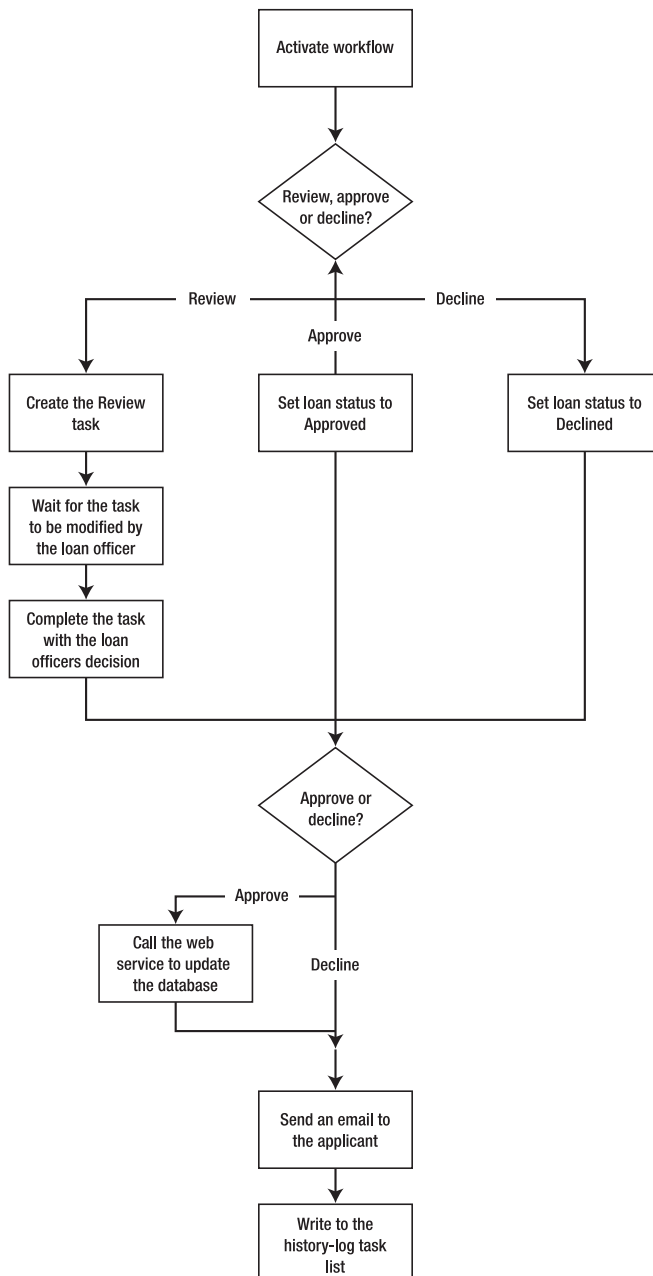 Activate workflow
Review, approve
or decline?
Review
Decline
Approve
Create the Review
task
Set loan status to
Approved
Set loan status to
Declined
Wait for the task
to be modified by
the loan officer
Complete the task
with the loan
officers decision
Approve or
decline?
Approve
Call the web
service to update
the database
Decline
Send an email to
the applicant
Write to the
history-log task
list